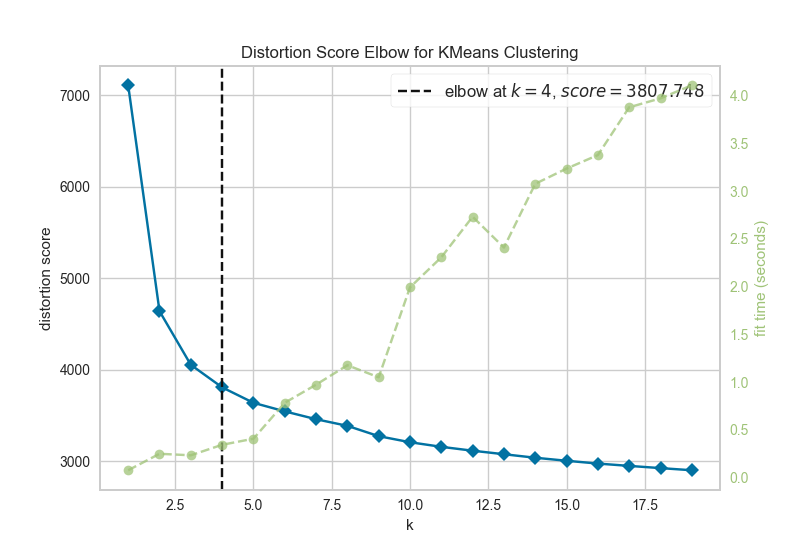 Distortion Score Elbow for KMeans Clustering
elbow at k = 4, score = 3807.748
distortion score
7000
6000
5000
4000
3000
4.0
3.5
3.0
2.5
2.0
1.5
1.0
0.5
0.0
fit time (seconds)
2.5 5.0 7.5 10.0 12.5 15.0 17.5
k